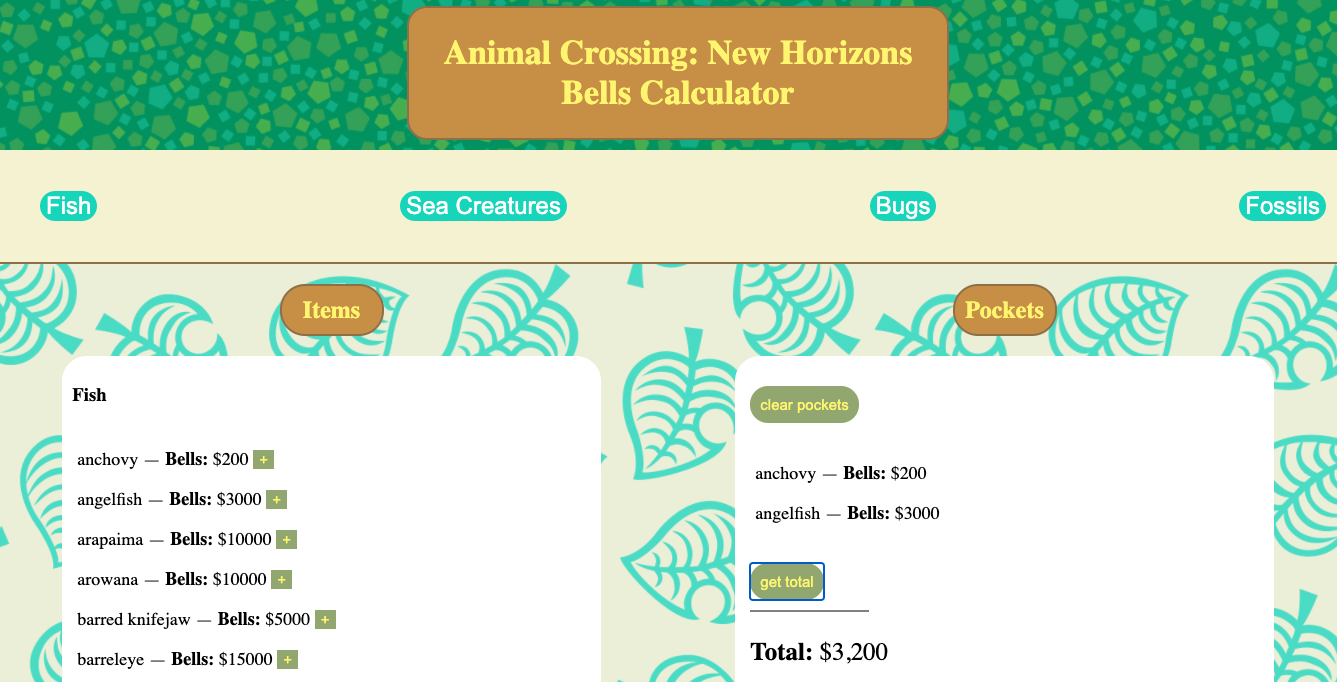 Animal Crossing: New Horizons
Bells Calculator
Fish
Sea Creatures
Bugs
Fossils
Items
Fish
anchovy — Bells: $200 +
angelfish — Bells: $3000 +
arapaima — Bells: $10000 +
arowana — Bells: $10000 +
barred knifejaw — Bells: $5000 +
barreleye — Bells: $15000 +
Pockets
clear pockets
anchovy — Bells: $200
angelfish — Bells: $3000
get total
Total: $3,200